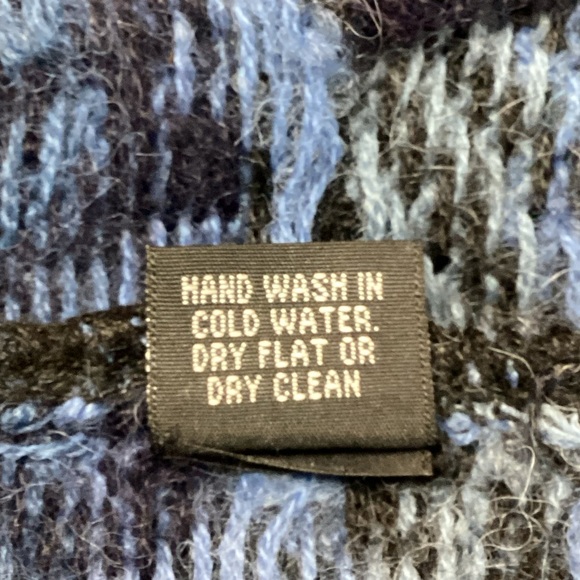 HAND WASH IN
COLD WATER.
DRY FLAT OR
DRY CLEAN